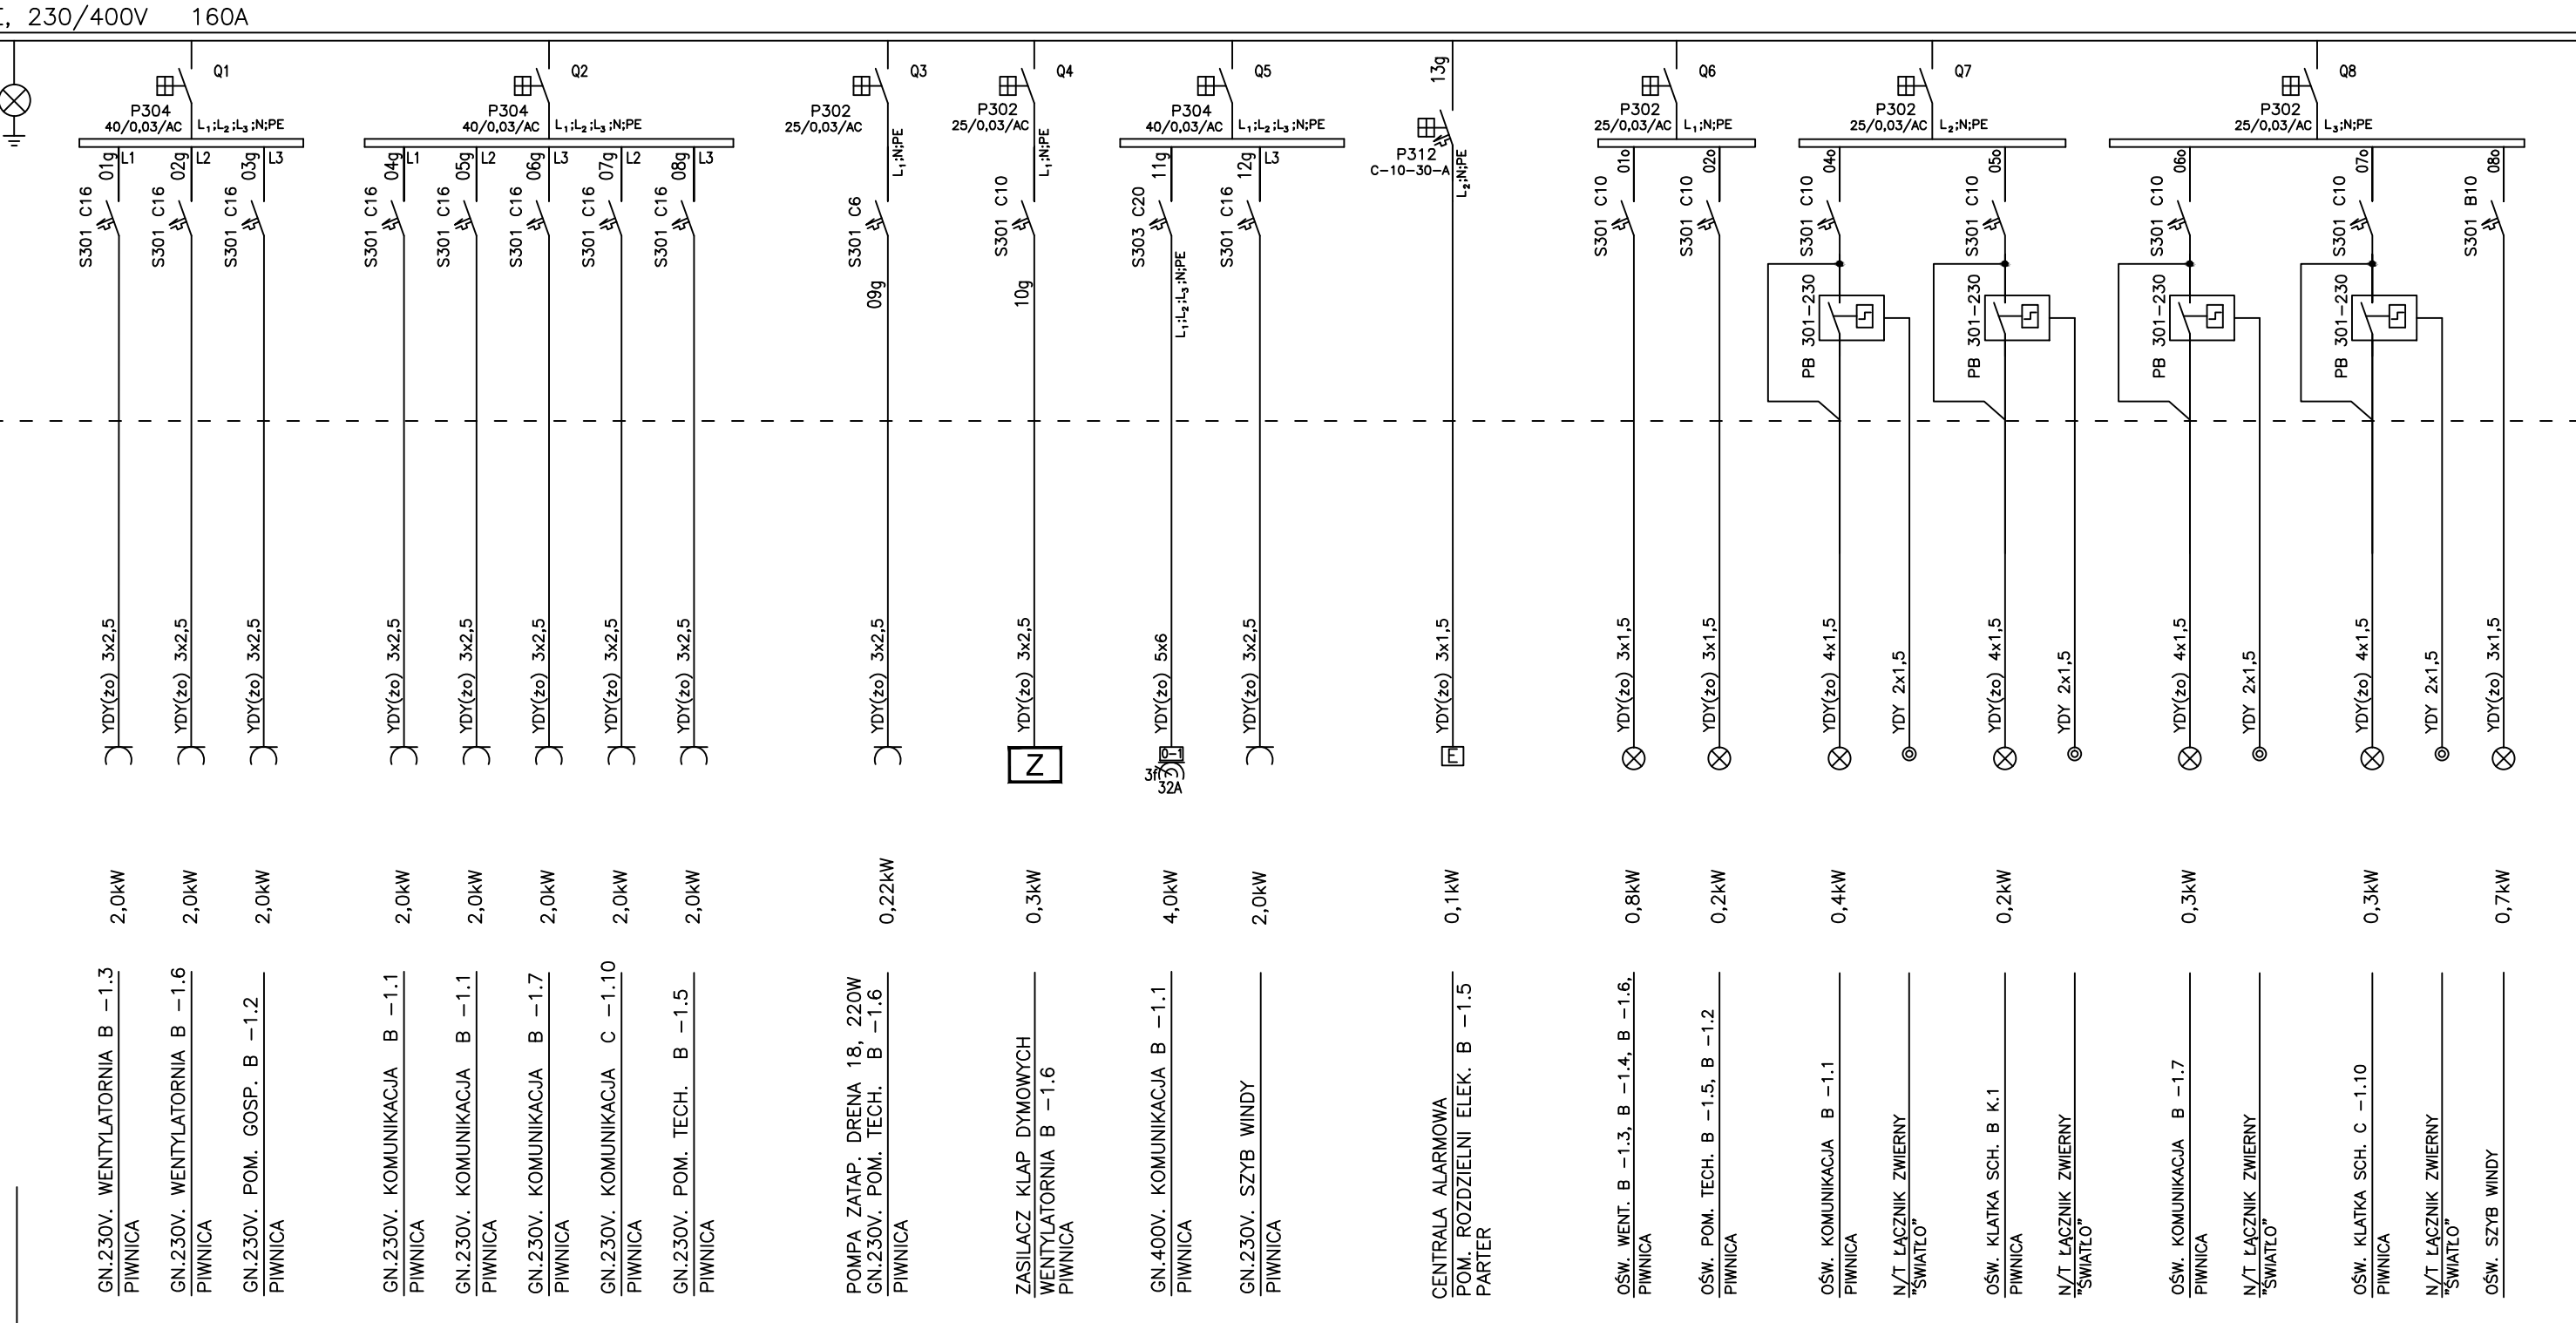 , 230/400V 160A
Q1
P304
40/0,03/AC L₁;L₂;L₃;N;PE
01g L1
S301 C16
YDY(żo) 3x2,5
2,0kW
GN.230V. WENTYLATORNIA B -1.3
PIWNICA
02g L2
S301 C16
YDY(żo) 3x2,5
2,0kW
GN.230V. WENTYLATORNIA B -1.6
PIWNICA
03g L3
S301 C16
YDY(żo) 3x2,5
2,0kW
GN.230V. POM. GOSP. B -1.2
PIWNICA
Q2
P304
40/0,03/AC L₁;L₂;L₃;N;PE
04g L1
S301 C16
YDY(żo) 3x2,5
2,0kW
GN.230V. KOMUNIKACJA B -1.1
PIWNICA
05g L2
S301 C16
YDY(żo) 3x2,5
2,0kW
GN.230V. KOMUNIKACJA B -1.1
PIWNICA
06g L3
S301 C16
YDY(żo) 3x2,5
2,0kW
GN.230V. KOMUNIKACJA B -1.7
PIWNICA
07g L2
S301 C16
YDY(żo) 3x2,5
2,0kW
GN.230V. KOMUNIKACJA C -1.10
PIWNICA
08g L3
S301 C16
YDY(żo) 3x2,5
2,0kW
GN.230V. POM. TECH. B -1.5
PIWNICA
Q3
P302
25/0,03/AC
L₁;N;PE
S301 C6
09g
YDY(żo) 3x2,5
0,22kW
POMPA ZATAP. DRENA 18, 220W
GN.230V. POM. TECH. B -1.6
PIWNICA
Q4
P302
25/0,03/AC
L₁;N;PE
S301 C10
10g
YDY(żo) 3x2,5
Z
0,3kW
ZASILACZ KLAP DYMOWYCH
WENTYLATORNIA B -1.6
PIWNICA
Q5
P304
40/0,03/AC L₁;L₂;L₃;N;PE
11g
S303 C20
L₁;L₂;L₃;N;PE
YDY(żo) 5x6
0-1
3f
32A
4,0kW
GN.400V. KOMUNIKACJA B -1.1
PIWNICA
12g L3
S301 C16
YDY(żo) 3x2,5
2,0kW
GN.230V. SZYB WINDY
13g
P312
C-10-30-A
L₂;N;PE
YDY(żo) 3x1,5
E
0,1kW
CENTRALA ALARMOWA
POM. ROZDZIELNI ELEK. B -1.5
PARTER
Q6
P302
25/0,03/AC L₁;N;PE
01o
S301 C10
YDY(żo) 3x1,5
0,8kW
OŚW. WENT. B -1.3, B -1.4, B -1.6,
PIWNICA
02o
S301 C10
YDY(żo) 3x1,5
0,2kW
OŚW. POM. TECH. B -1.5, B -1.2
PIWNICA
Q7
P302
25/0,03/AC L₂;N;PE
04o
S301 C10
PB 301-230
YDY(żo) 4x1,5
0,4kW
OŚW. KOMUNIKACJA B -1.1
PIWNICA
YDY 2x1,5
N/T ŁĄCZNIK ZWIERNY
"ŚWIATŁO"
05o
S301 C10
PB 301-230
YDY(żo) 4x1,5
0,2kW
OŚW. KLATKA SCH. B K.1
PIWNICA
YDY 2x1,5
N/T ŁĄCZNIK ZWIERNY
"ŚWIATŁO"
Q8
P302
25/0,03/AC L₃;N;PE
06o
S301 C10
PB 301-230
YDY(żo) 4x1,5
0,3kW
OŚW. KOMUNIKACJA B -1.7
PIWNICA
YDY 2x1,5
N/T ŁĄCZNIK ZWIERNY
"ŚWIATŁO"
07o
S301 C10
PB 301-230
YDY(żo) 4x1,5
0,3kW
OŚW. KLATKA SCH. C -1.10
PIWNICA
YDY 2x1,5
N/T ŁĄCZNIK ZWIERNY
"ŚWIATŁO"
08o
S301 B10
YDY(żo) 3x1,5
0,7kW
OŚW. SZYB WINDY